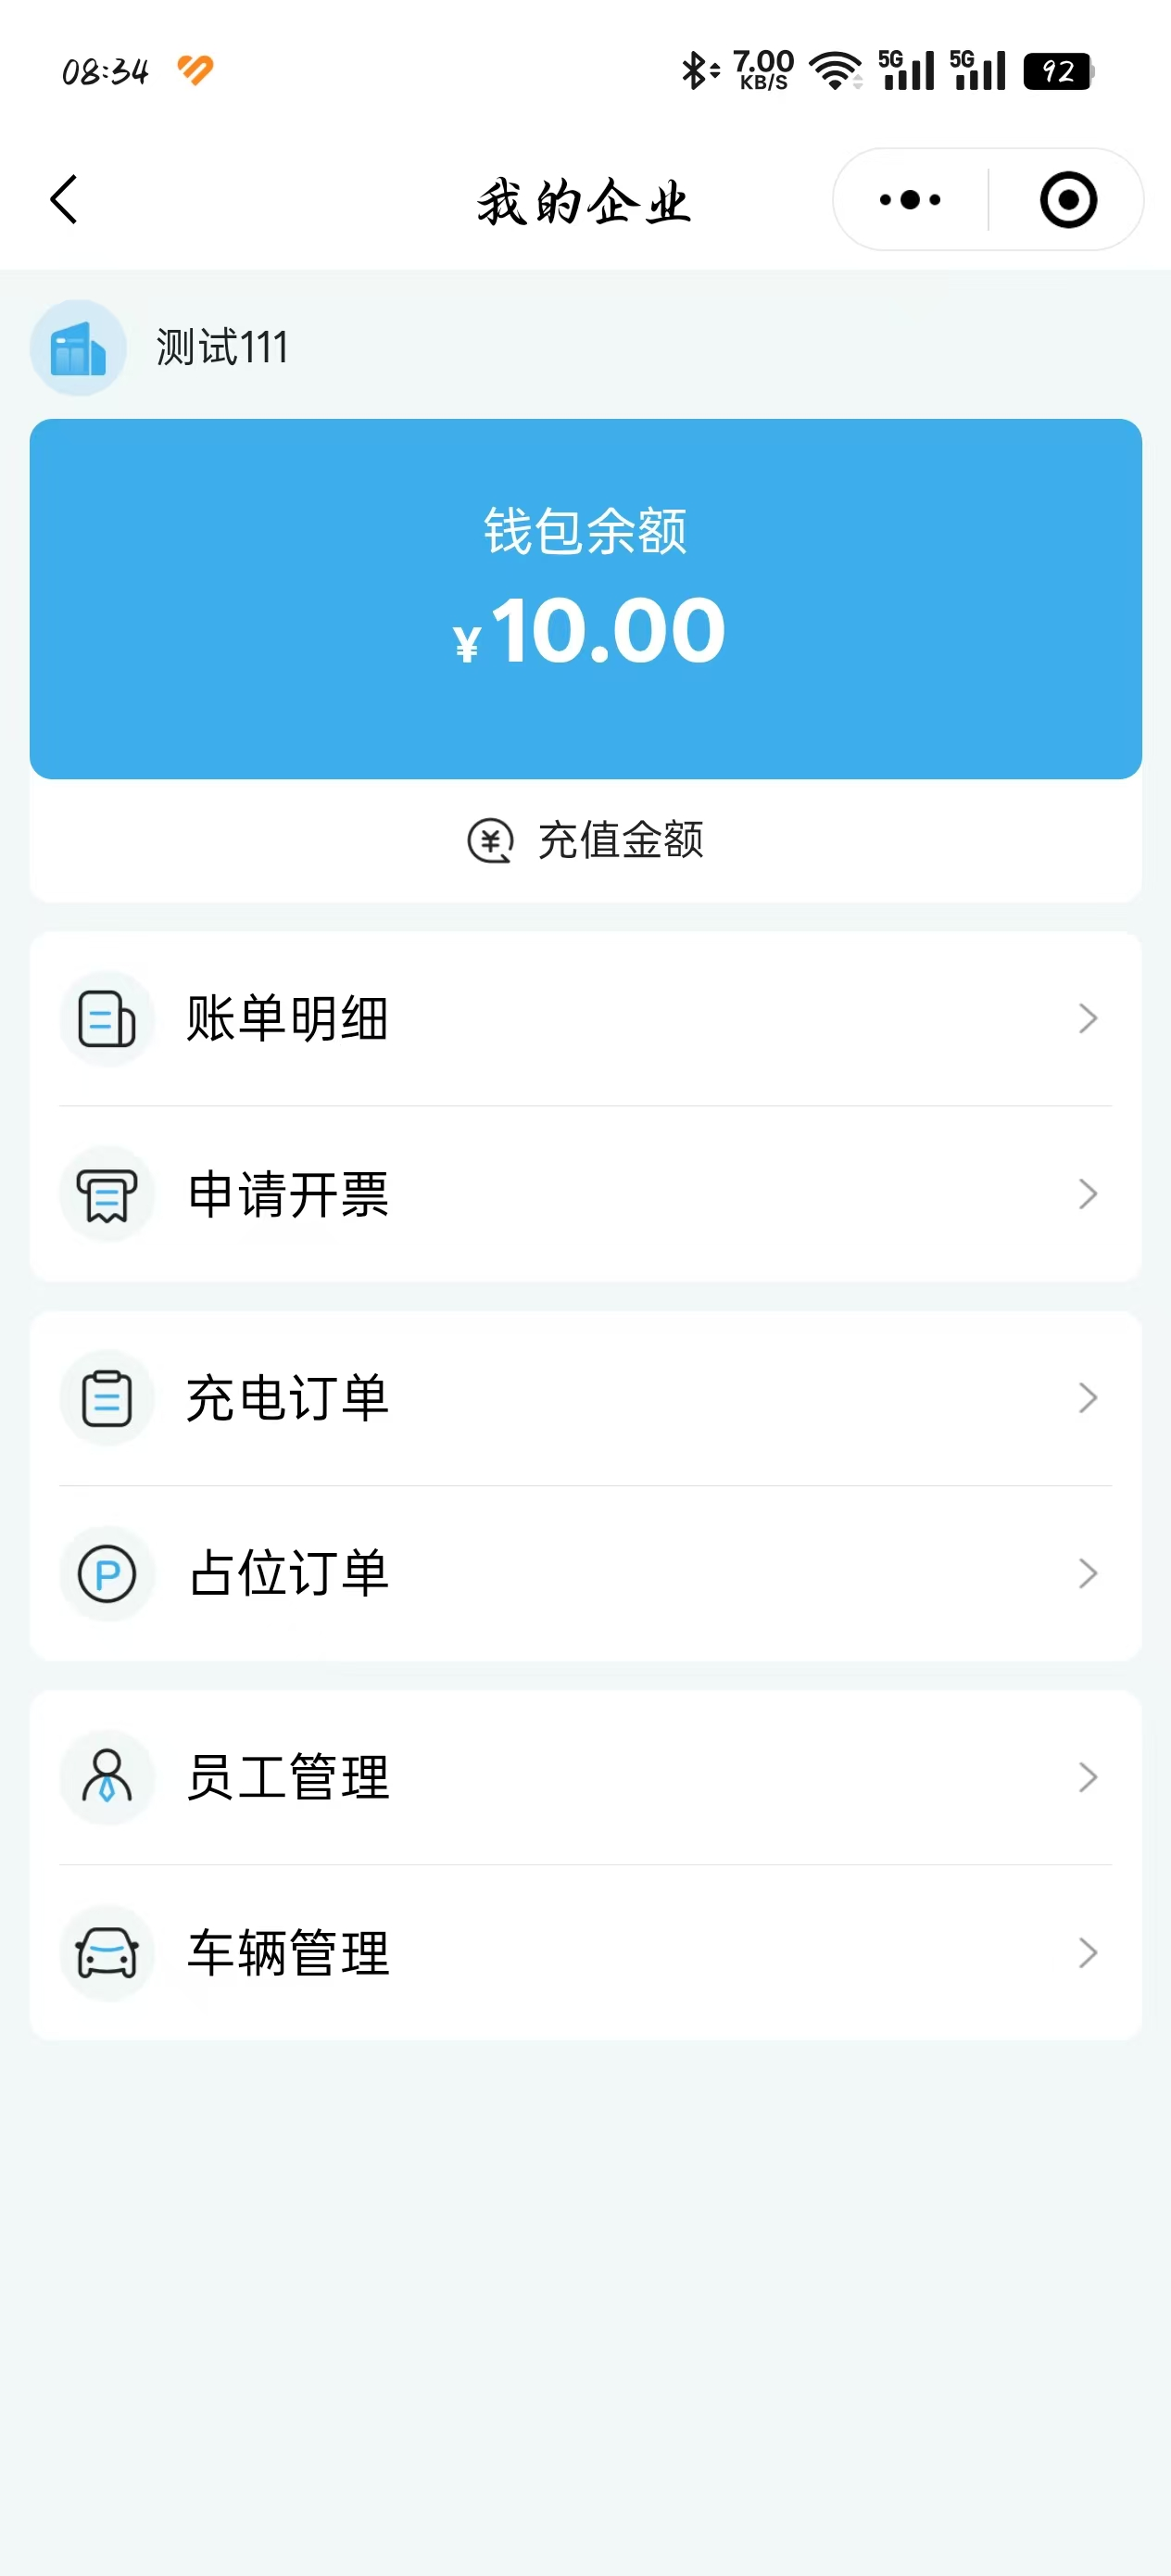 08:34
7.00
KB/S
5G
5G
92
我的企业
测试111
钱包余额
¥10.00
充值金额
账单明细
申请开票
充电订单
P
占位订单
员工管理
车辆管理